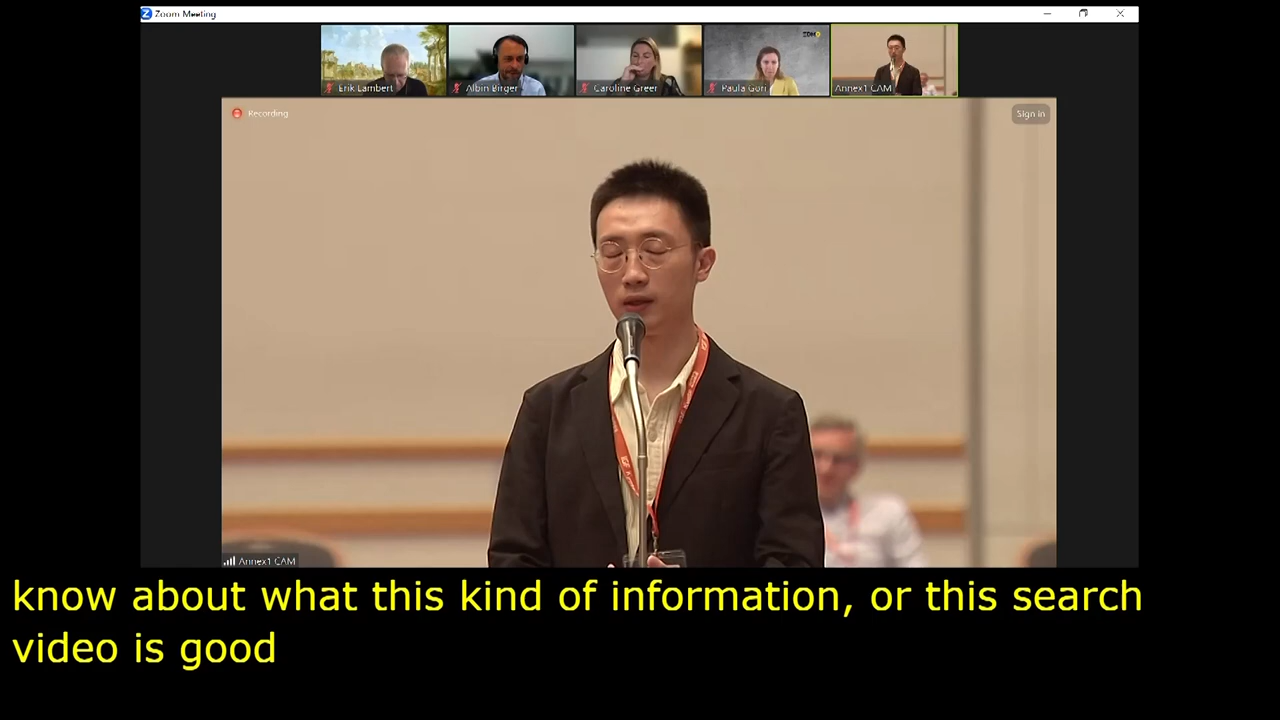 Zoom Meeting
EDMO
Erik Lambert
Albin Birger
Caroline Greer
Paula Gori
Annex1 CAM
Recording
Sign in
Annex1 CAM
know about what this kind of information, or this search
video is good